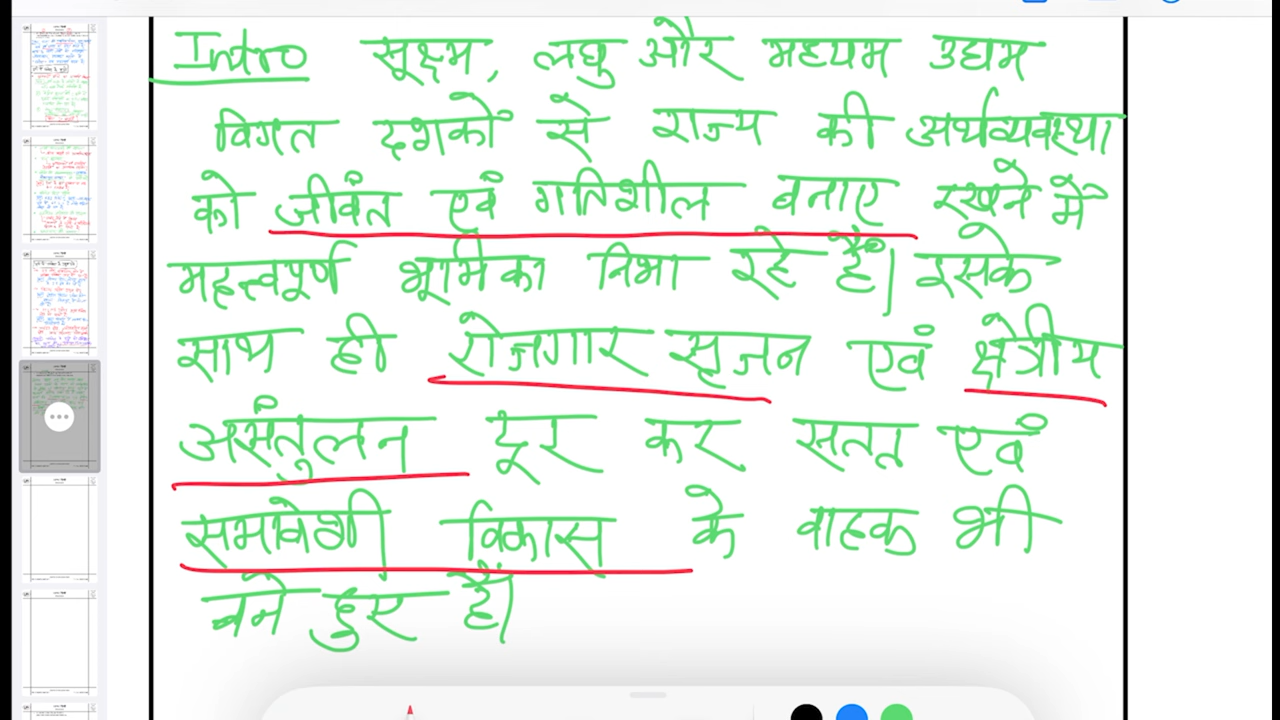 Intro सूक्ष्म, लघु और मध्यम उद्यम
विगत दशकों से राज्य की अर्थव्यवस्था
को जीवंत एवं गतिशील बनाए रखने में
महत्त्वपूर्ण भूमिका निभा रहे हैं। इसके
साथ ही रोजगार सृजन एवं क्षेत्रीय
असंतुलन दूर कर सतत एवं
समावेशी विकास के वाहक भी
बने हुए हैं।